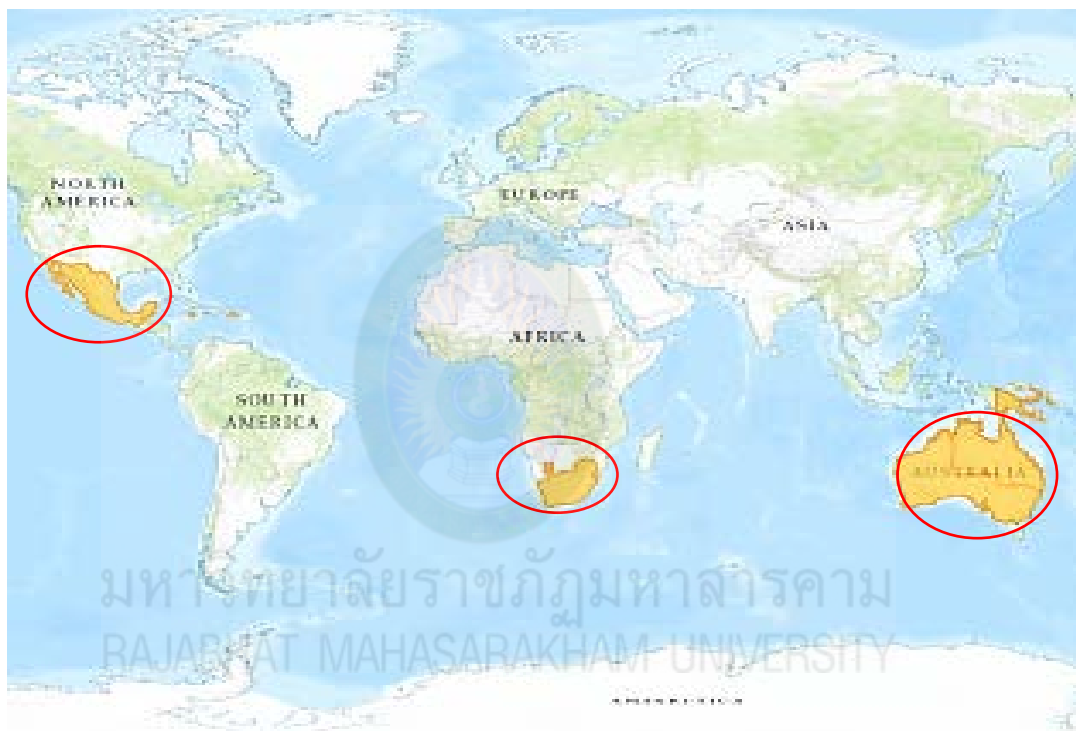 NORTH
AMERICA
EUROPE
ASIA
AFRICA
SOUTH
AMERICA
AUSTRALIA
มหาวิทยาลัยราชภัฏมหาสารคาม
RAJABHAT MAHASARAKHAM UNIVERSITY
ANTARCTICA